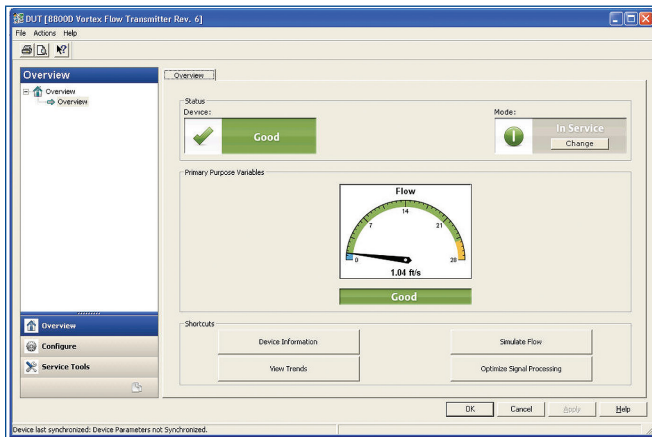 DUT [8800D Vortex Flow Transmitter Rev. 6]
File Actions Help
Overview
Overview
Overview
Overview
Configure
Service Tools
Overview
Status
Device:
Good
Mode:
In Service
Change
Primary Purpose Variables
Flow
14
7 21
0 28
1.04 ft/s
Good
Shortcuts
Device Information Simulate Flow
View Trends Optimize Signal Processing
OK Cancel Apply Help
Device last synchronized: Device Parameters not Synchronized.